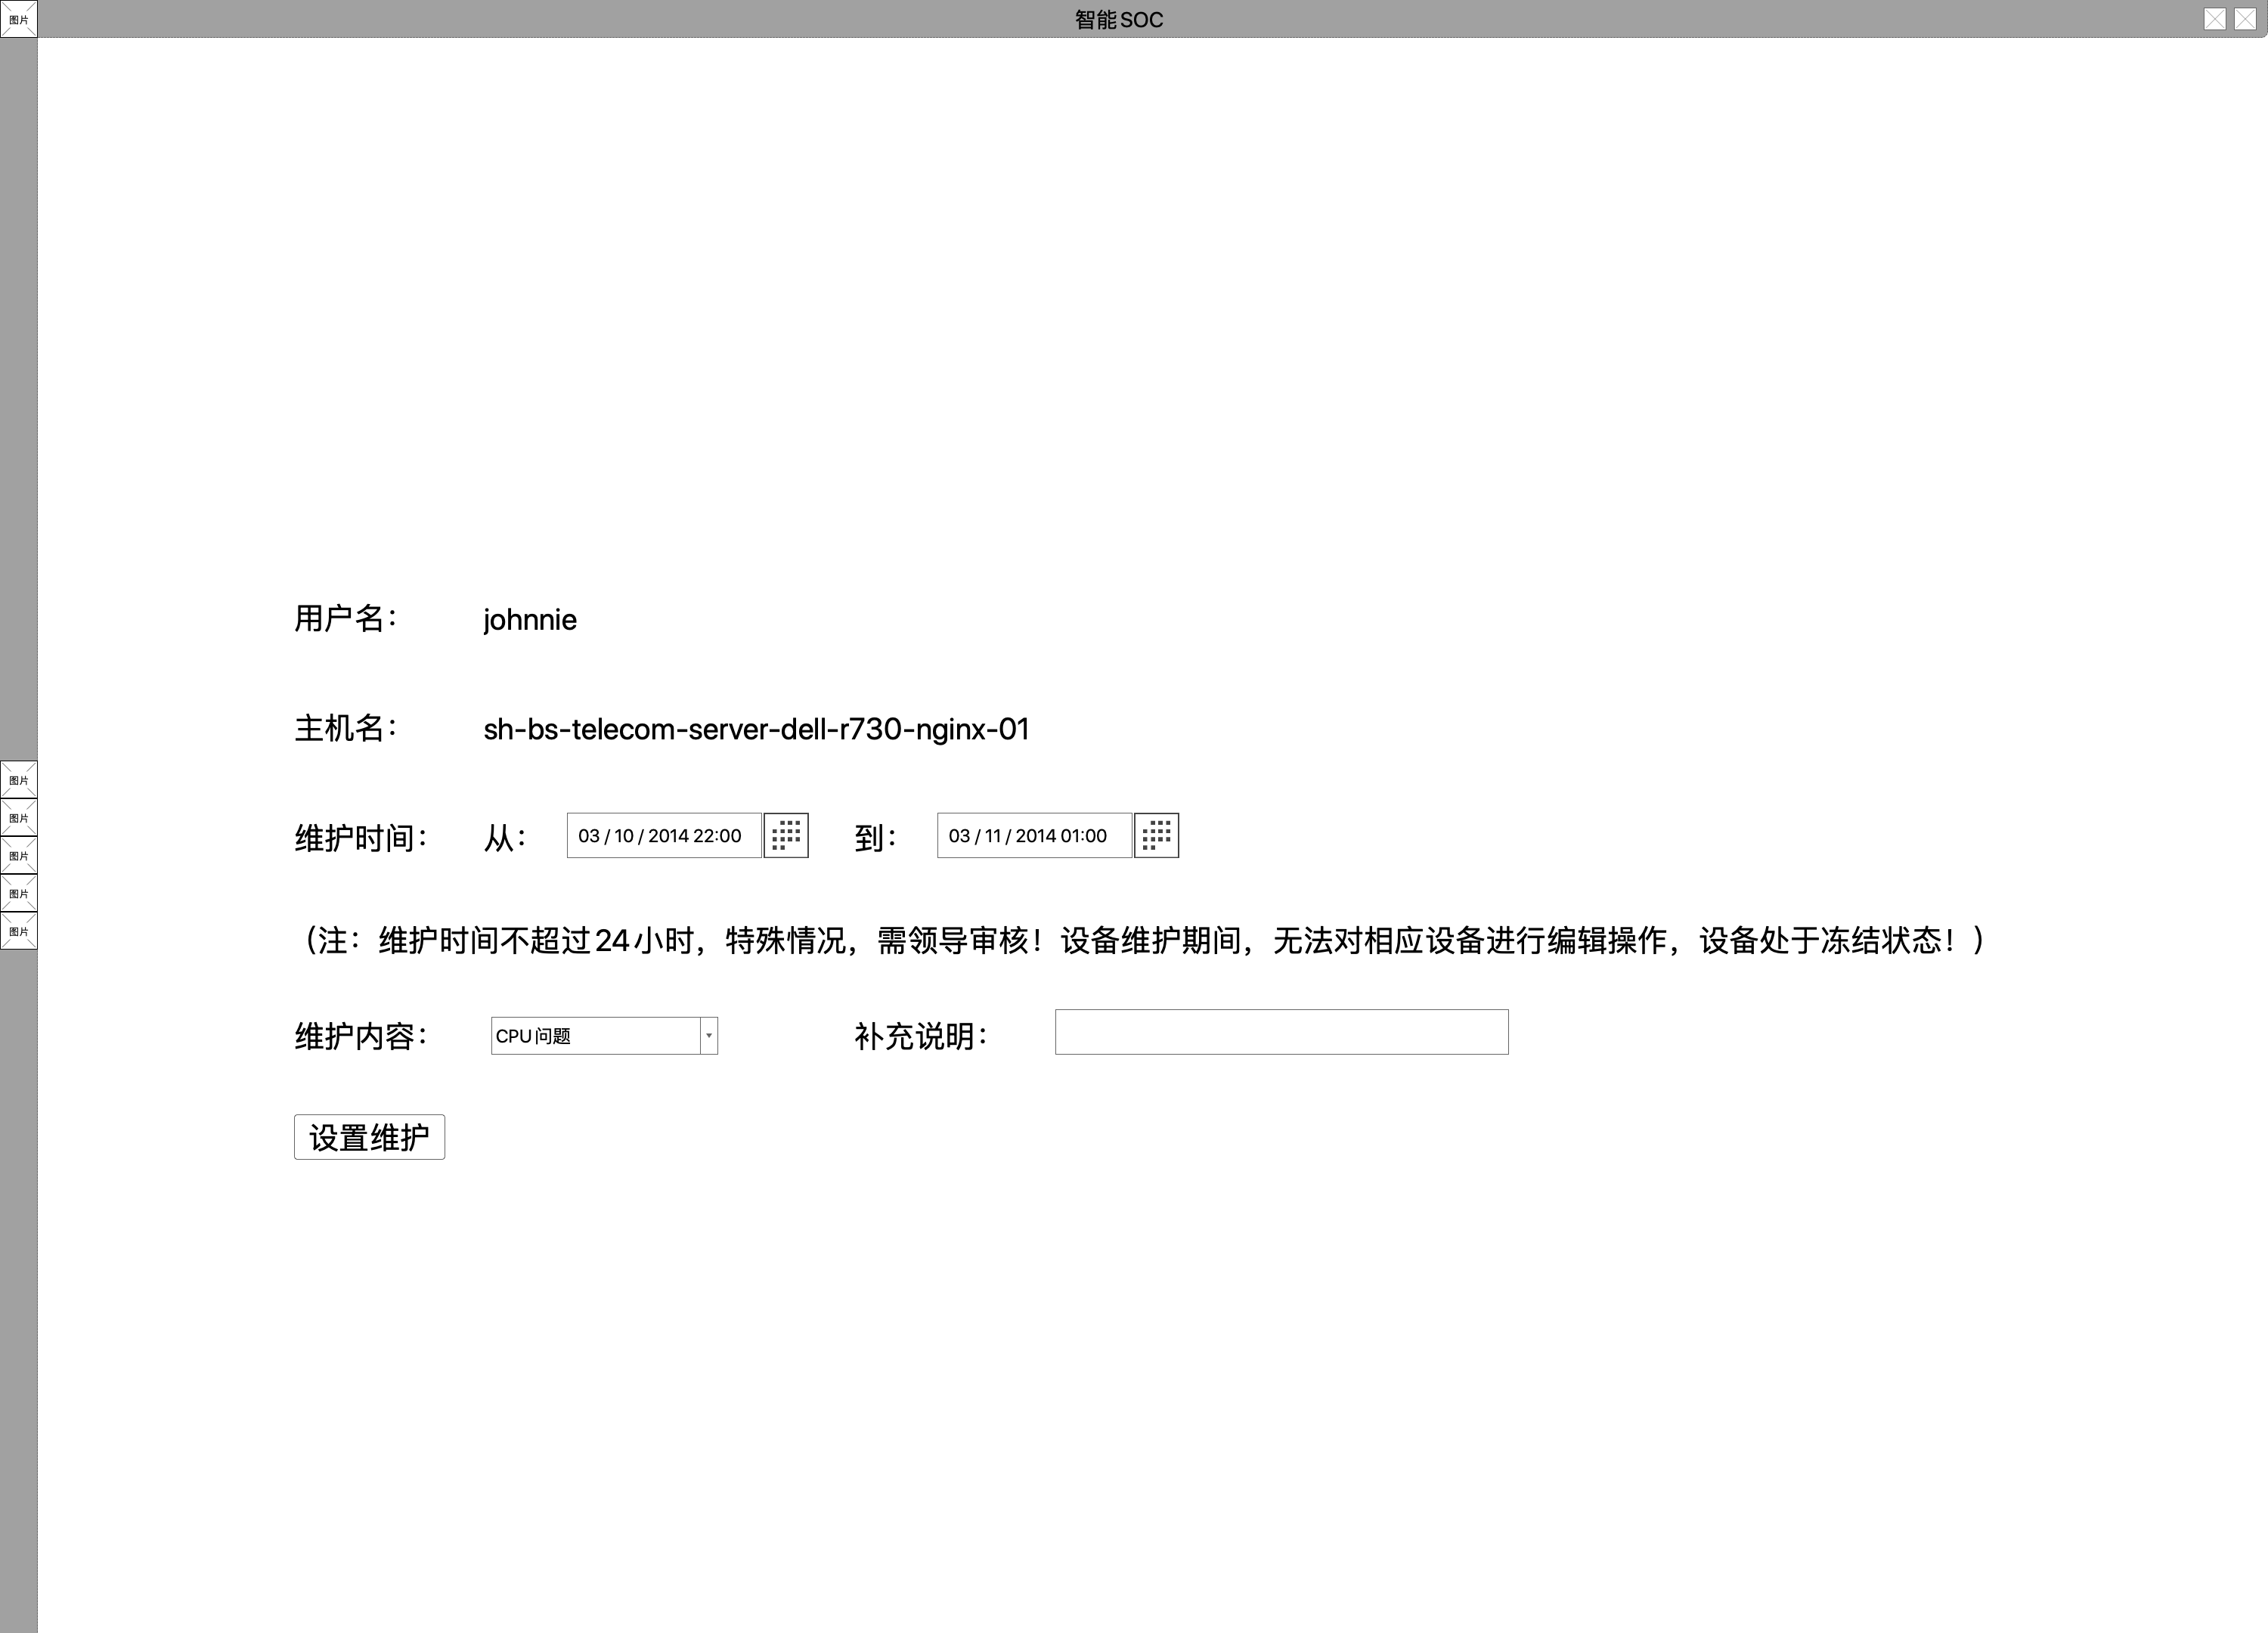 图片
智能 SOC
用户名： johnnie
主机名： sh-bs-telecom-server-dell-r730-nginx-01
图片
图片
维护时间： 从： 03 / 10 / 2014 22:00 到： 03 / 11 / 2014 01:00
图片
图片
图片
（注：维护时间不超过 24 小时，特殊情况，需领导审核！设备维护期间，无法对相应设备进行编辑操作，设备处于冻结状态！）
维护内容： CPU 问题 补充说明：
设置维护